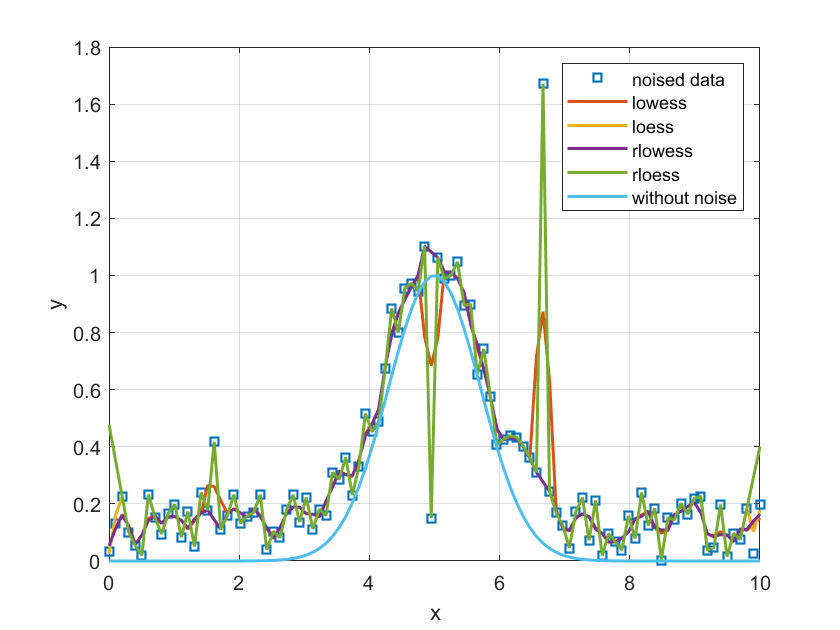 1.8
1.6
1.4
1.2
1
0.8
0.6
0.4
0.2
0
y
noised data
lowess
loess
rlowess
rloess
without noise
0 2 4 6 8 10
x